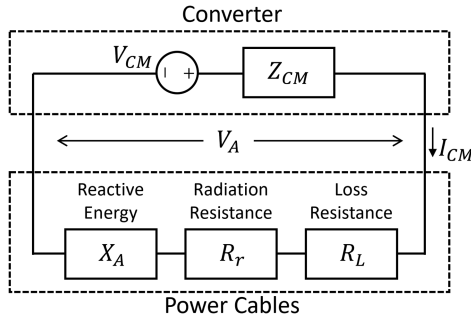 Converter
V_CM
− +
Z_CM
V_A
I_CM
Reactive Energy
Radiation Resistance
Loss Resistance
X_A
R_r
R_L
Power Cables